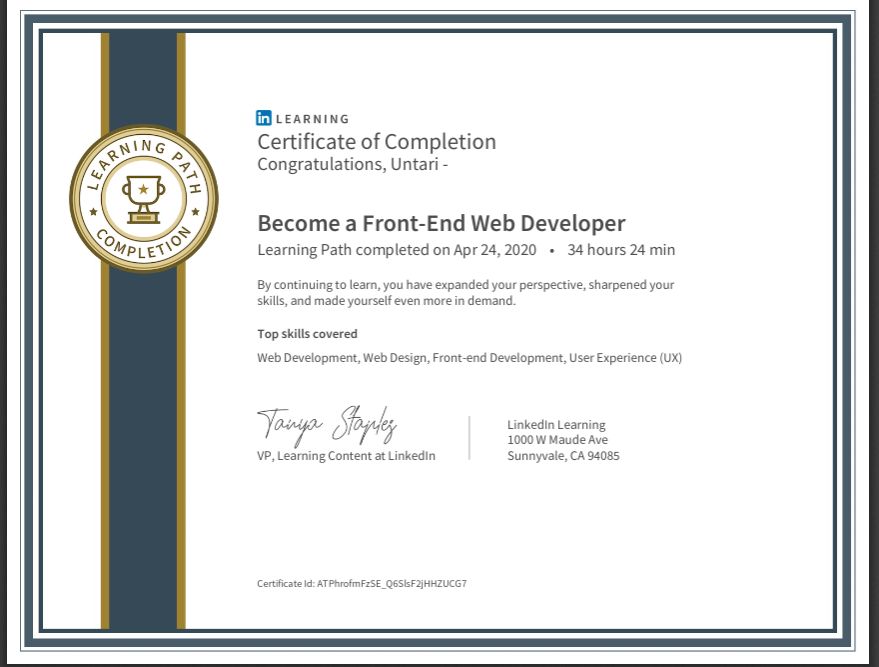 LEARNING PATH
COMPLETION
in LEARNING
Certificate of Completion
Congratulations, Untari -
Become a Front-End Web Developer
Learning Path completed on Apr 24, 2020 • 34 hours 24 min
By continuing to learn, you have expanded your perspective, sharpened your
skills, and made yourself even more in demand.
Top skills covered
Web Development, Web Design, Front-end Development, User Experience (UX)
Tanya Staples
VP, Learning Content at LinkedIn
LinkedIn Learning
1000 W Maude Ave
Sunnyvale, CA 94085
Certificate Id: ATPhrofmFzSE_Q6SlsF2jHHZUCG7